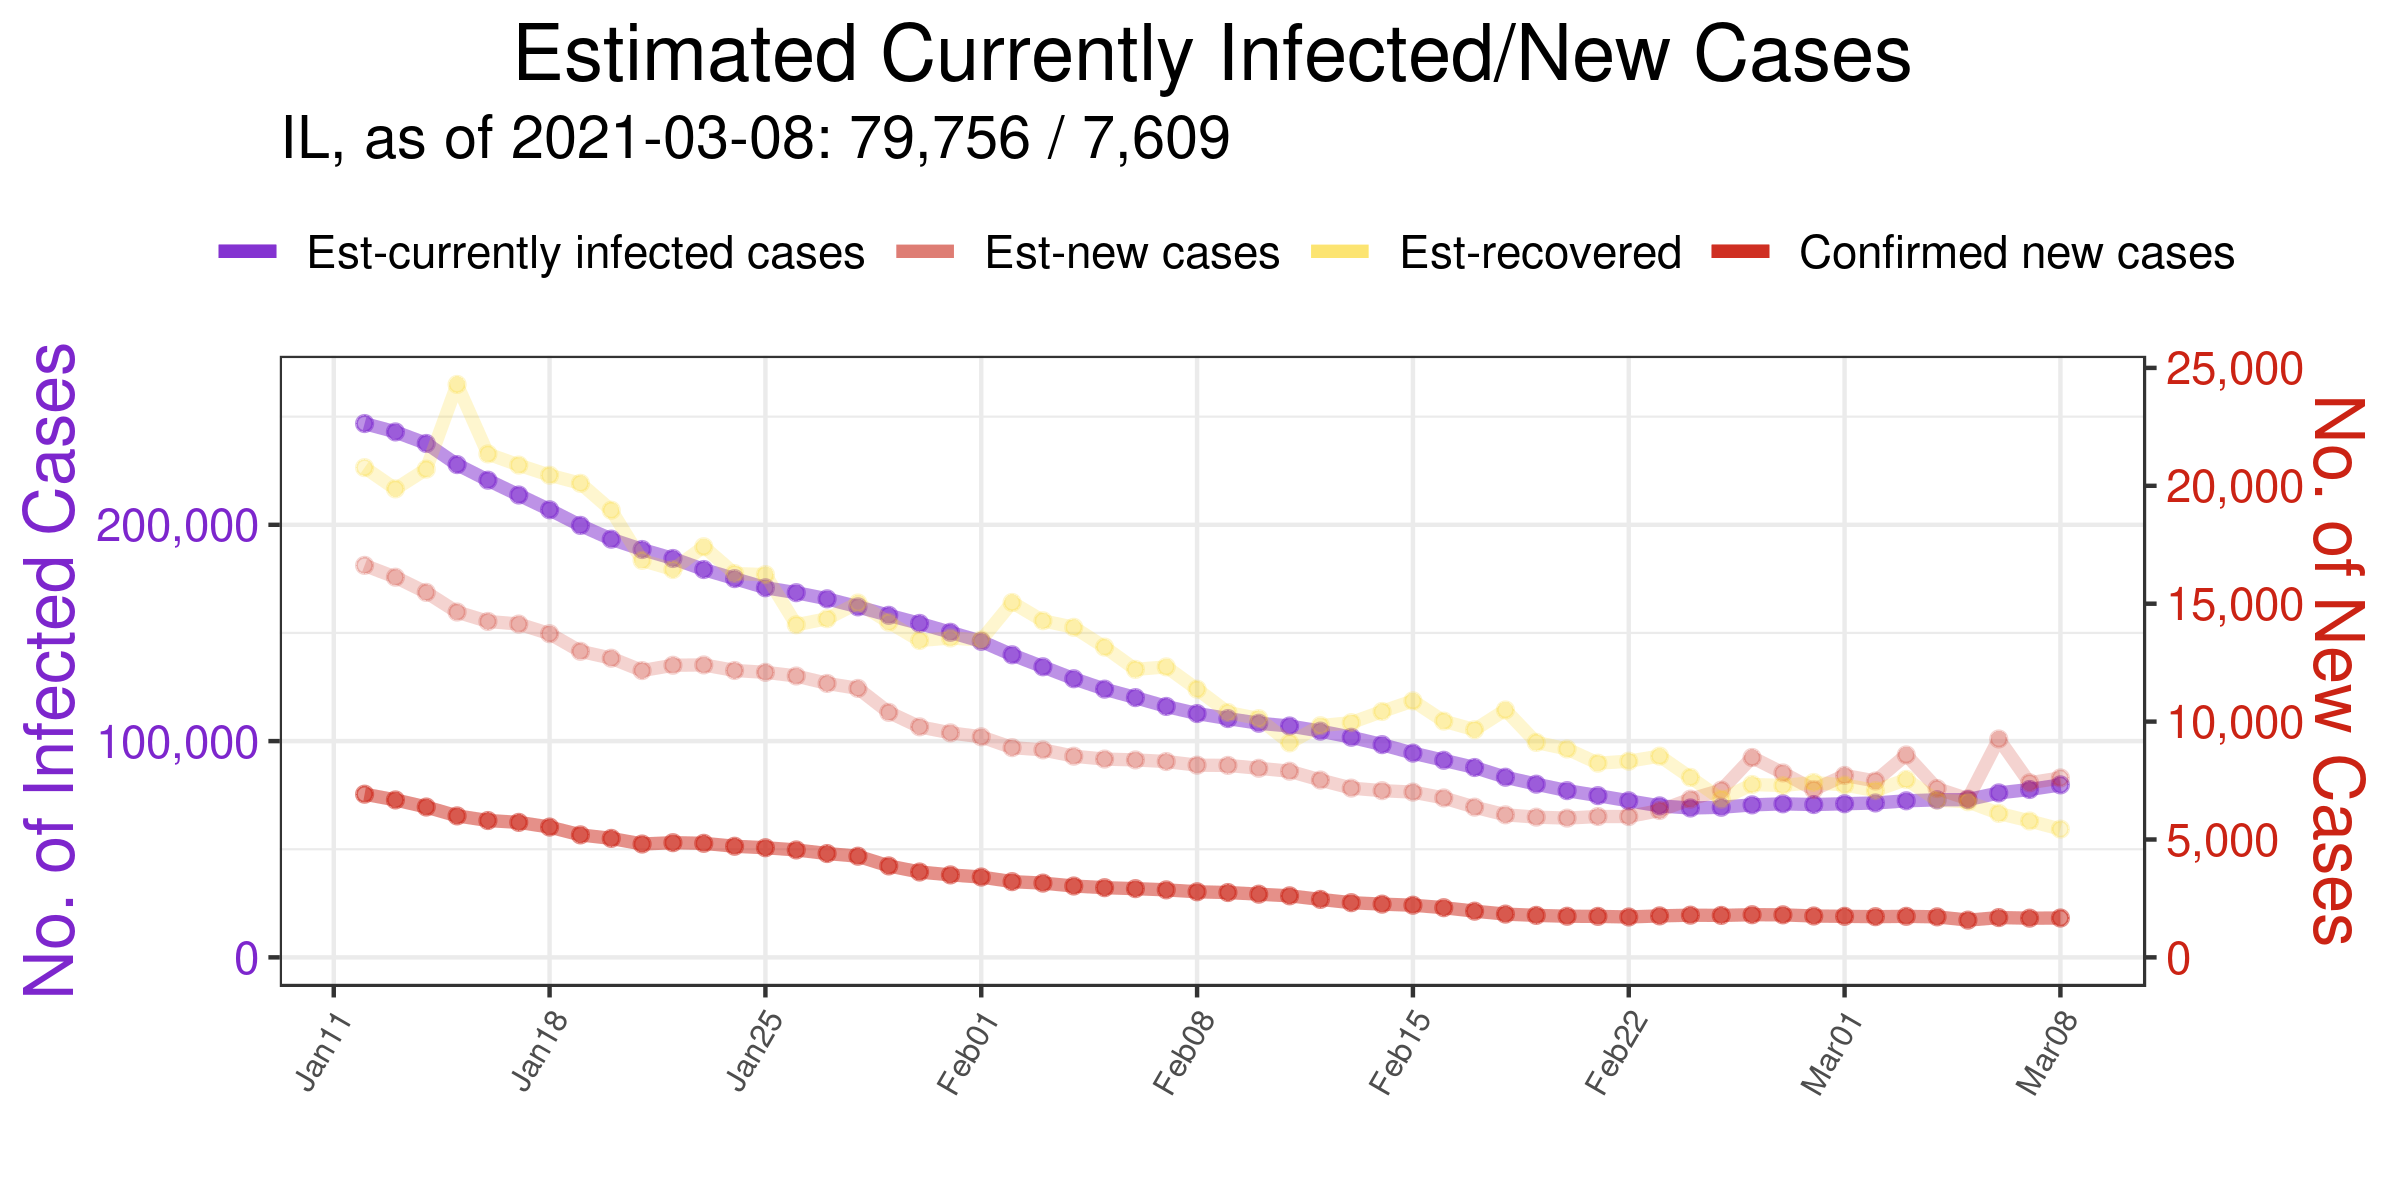 Estimated Currently Infected/New Cases
IL, as of 2021-03-08: 79,756 / 7,609
Est-currently infected cases
Est-new cases
Est-recovered
Confirmed new cases
No. of Infected Cases
200,000
100,000
0
25,000
20,000
15,000
10,000
5,000
0
No. of New Cases
Jan11
Jan18
Jan25
Feb01
Feb08
Feb15
Feb22
Mar01
Mar08